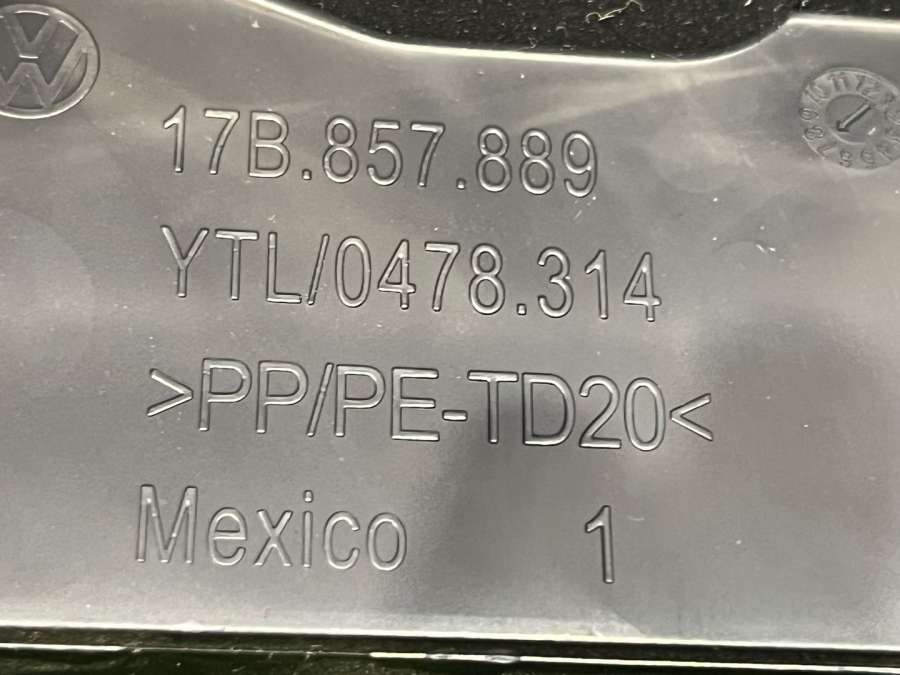 17B.857.889
YTL/0478.314
>PP/PE-TD20<
Mexico 1